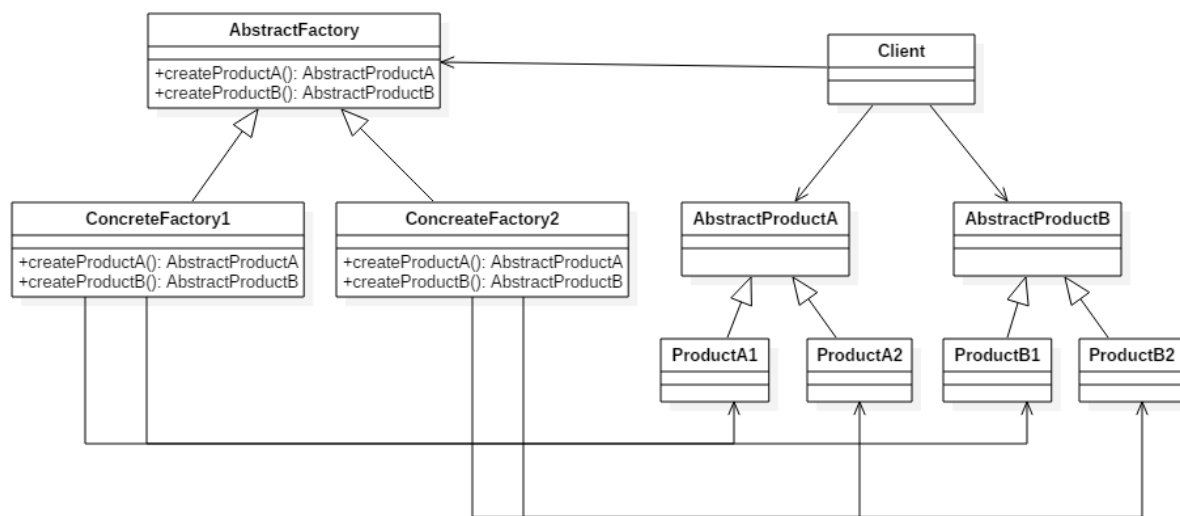 AbstractFactory
+createProductA(): AbstractProductA
+createProductB(): AbstractProductB
Client
ConcreteFactory1
+createProductA(): AbstractProductA
+createProductB(): AbstractProductB
ConcreateFactory2
+createProductA(): AbstractProductA
+createProductB(): AbstractProductB
AbstractProductA
AbstractProductB
ProductA1
ProductA2
ProductB1
ProductB2